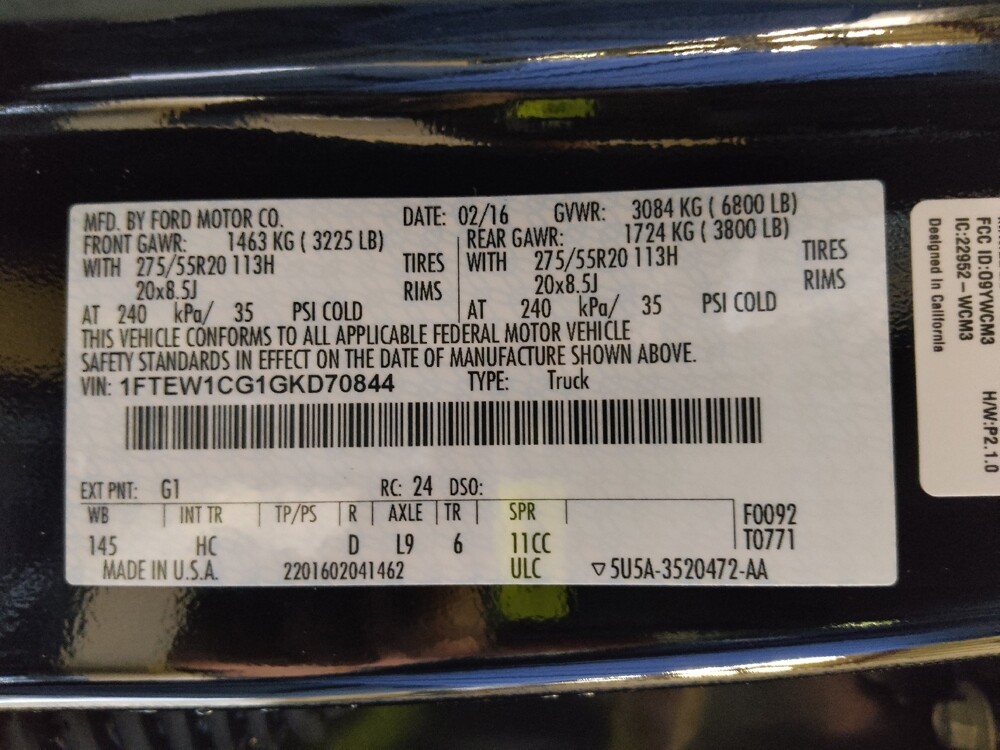 MFD. BY FORD MOTOR CO. DATE: 02/16 GVWR: 3084 KG ( 6800 LB)
FRONT GAWR: 1463 KG ( 3225 LB) REAR GAWR: 1724 KG ( 3800 LB)
WITH 275/55R20 113H TIRES WITH 275/55R20 113H TIRES
20x8.5J RIMS 20x8.5J RIMS
AT 240 kPa/ 35 PSI COLD AT 240 kPa/ 35 PSI COLD
THIS VEHICLE CONFORMS TO ALL APPLICABLE FEDERAL MOTOR VEHICLE
SAFETY STANDARDS IN EFFECT ON THE DATE OF MANUFACTURE SHOWN ABOVE.
VIN: 1FTEW1CG1GKD70844 TYPE: Truck
EXT PNT: G1 RC: 24 DSO:
WB INT TR TP/PS R AXLE TR SPR F0092
145 HC D L9 6 11CC T0771
MADE IN U.S.A. 2201602041462 ULC ▽5U5A-3520472-AA
FCC ID:O9YWCM3 H/W:P2.1.0
IC:22952-WCM3
Designed in California